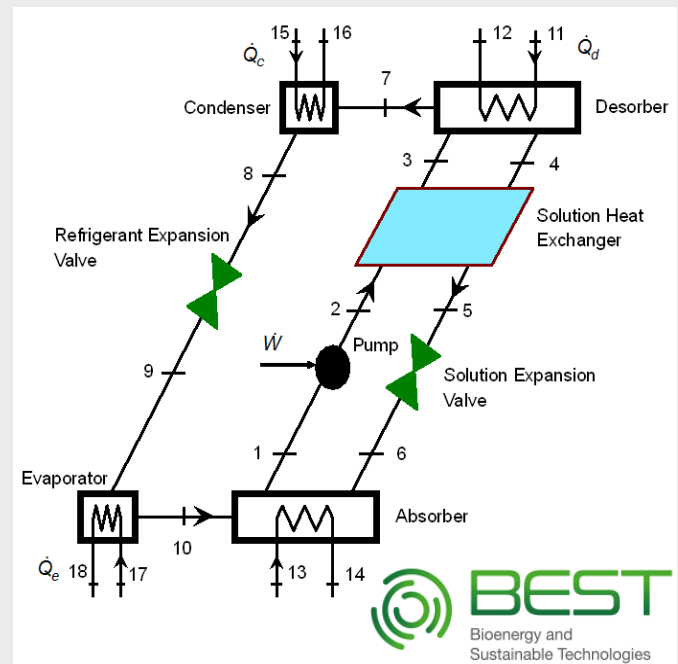 15 16 12 11
Q̇c Q̇d
7
Condenser Desorber
3 4
8
Solution Heat
Exchanger
Refrigerant Expansion
Valve
2 5
Ẇ Pump
9
Solution Expansion
Valve
1 6
Evaporator
Absorber
10
Q̇e 18 17 13 14
BEST
Bioenergy and
Sustainable Technologies